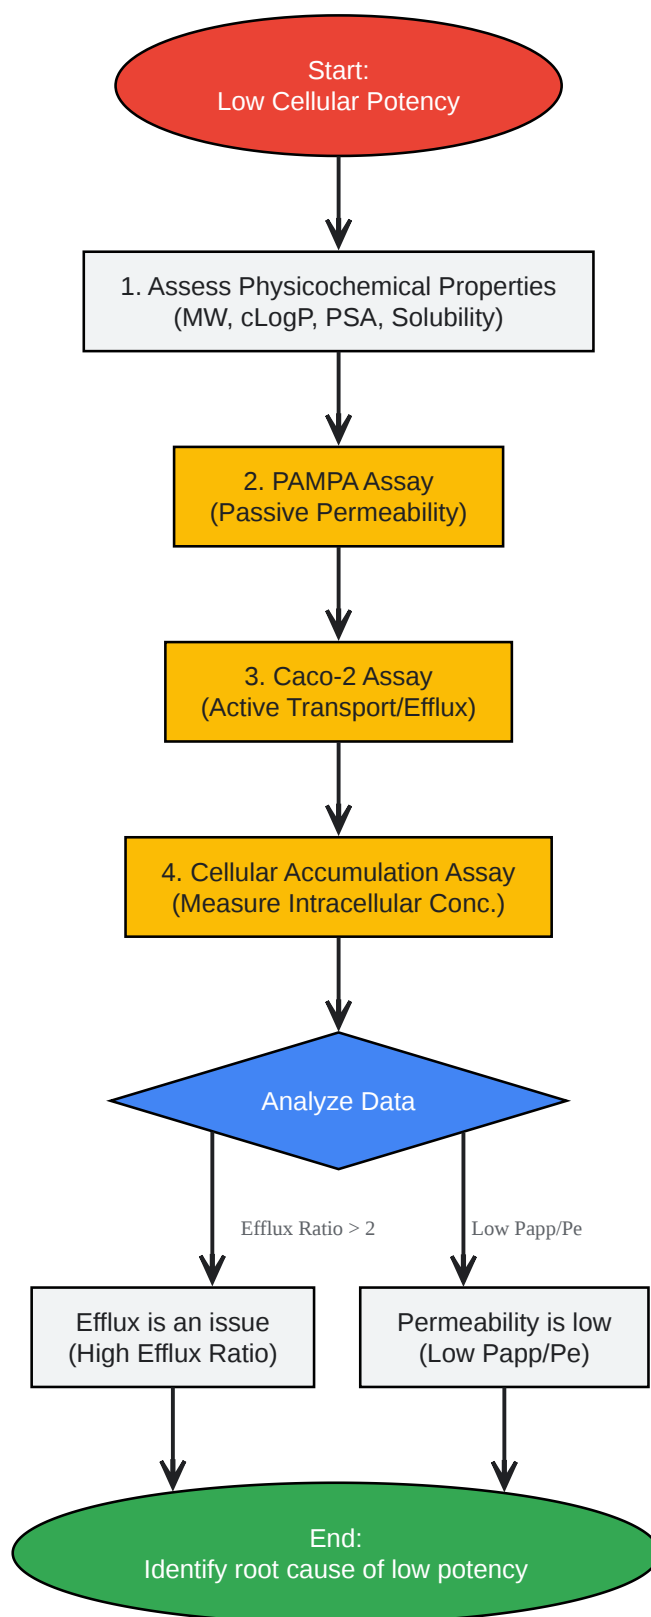 Start:
Low Cellular Potency
1. Assess Physicochemical Properties
(MW, cLogP, PSA, Solubility)
2. PAMPA Assay
(Passive Permeability)
3. Caco-2 Assay
(Active Transport/Efflux)
4. Cellular Accumulation Assay
(Measure Intracellular Conc.)
Analyze Data
Efflux Ratio > 2
Low Papp/Pe
Efflux is an issue
(High Efflux Ratio)
Permeability is low
(Low Papp/Pe)
End:
Identify root cause of low potency